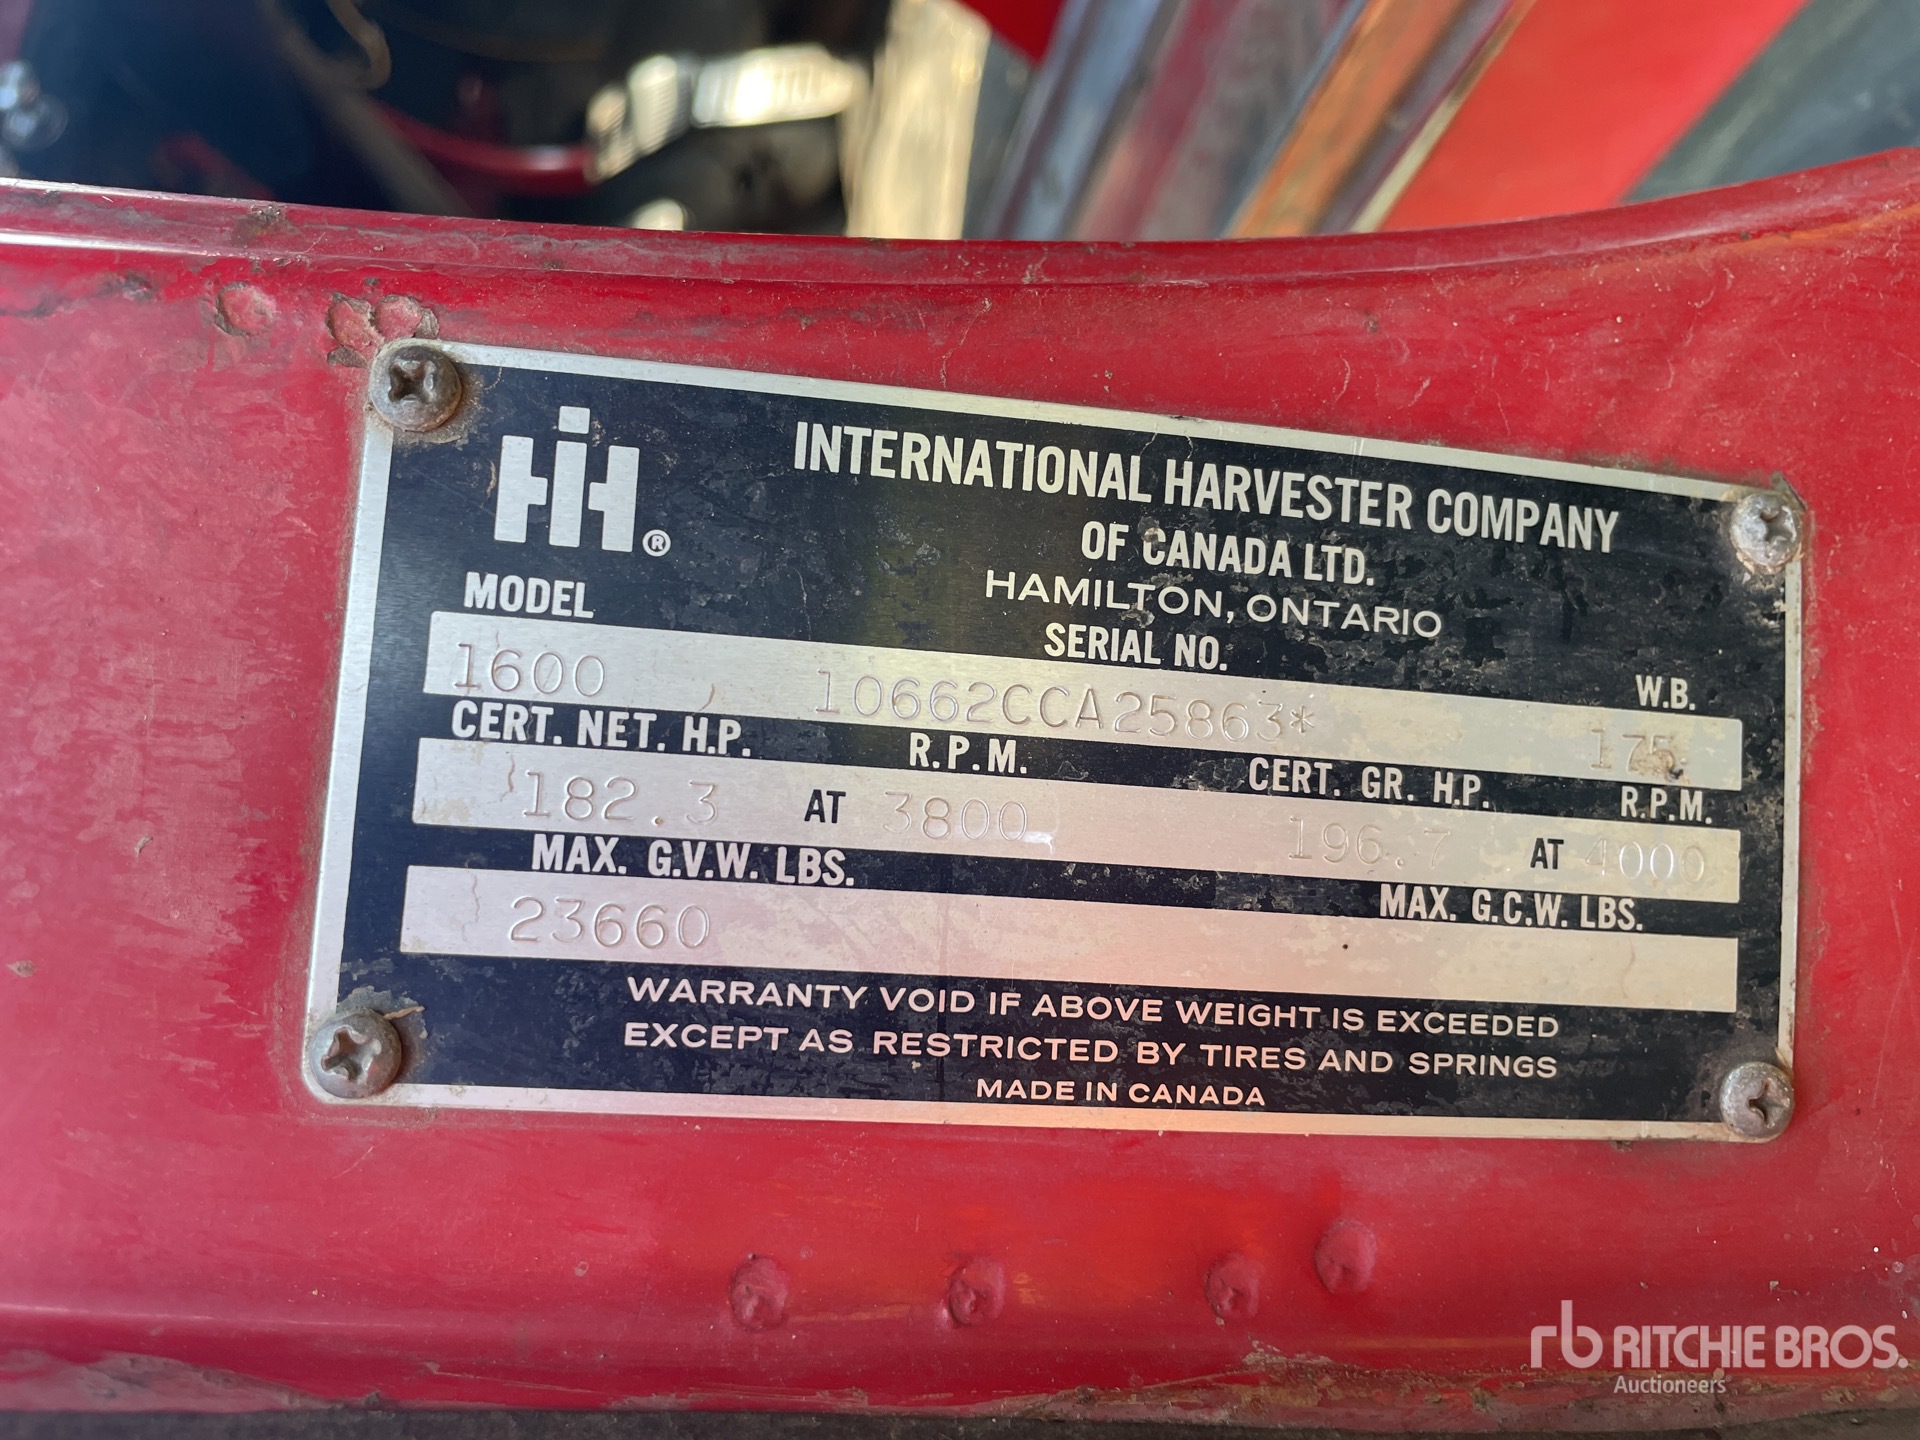 IH®
INTERNATIONAL HARVESTER COMPANY
OF CANADA LTD.
HAMILTON, ONTARIO
MODEL SERIAL NO. W.B.
1600 10662CCA25863* 175
CERT. NET. H.P. R.P.M. CERT. GR. H.P. R.P.M.
182.3 AT 3800 196.7 AT 4000
MAX. G.V.W. LBS. MAX. G.C.W. LBS.
23660
WARRANTY VOID IF ABOVE WEIGHT IS EXCEEDED
EXCEPT AS RESTRICTED BY TIRES AND SPRINGS
MADE IN CANADA
rb RITCHIE BROS.
Auctioneers